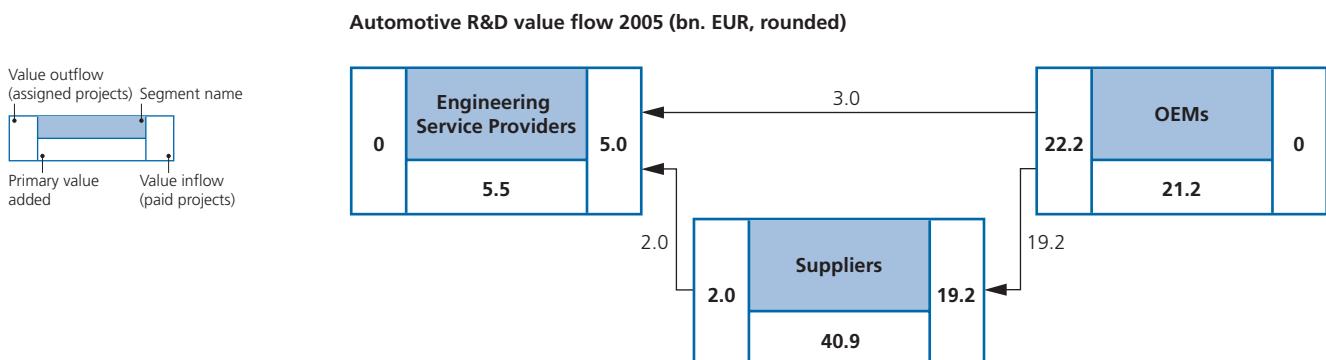 Automotive R&D value flow 2005 (bn. EUR, rounded)
Value outflow
(assigned projects)
Segment name
Primary value
added
Value inflow
(paid projects)
Engineering
Service Providers
0
5.0
5.5
3.0
OEMs
22.2
0
21.2
2.0
19.2
Suppliers
2.0
19.2
40.9